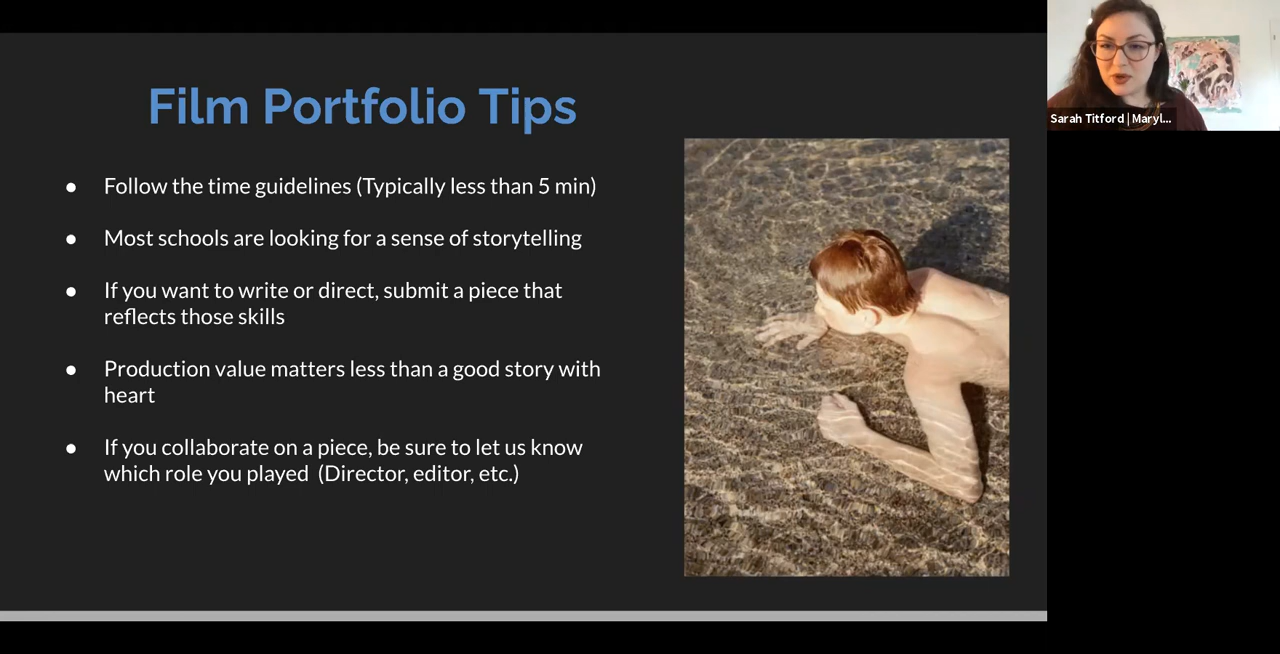 Film Portfolio Tips
● Follow the time guidelines (Typically less than 5 min)
● Most schools are looking for a sense of storytelling
● If you want to write or direct, submit a piece that
reflects those skills
● Production value matters less than a good story with
heart
● If you collaborate on a piece, be sure to let us know
which role you played (Director, editor, etc.)
Sarah Titford | Maryl...